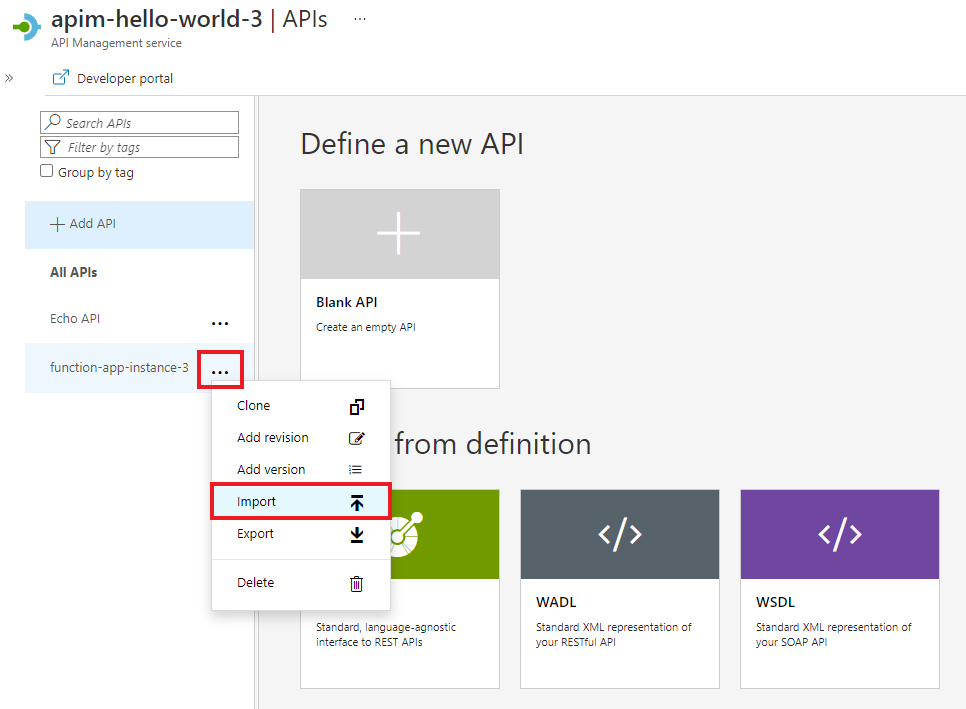 apim-hello-world-3 | APIs ...
API Management service
»
Developer portal
Search APIs
Filter by tags
Group by tag
+ Add API
All APIs
Echo API ...
function-app-instance-3 ...
Clone
Add revision
Add version
Import
Export
Delete
Define a new API
Blank API
Create an empty API
from definition
Standard, language-agnostic
interface to REST APIs
</>
WADL
Standard XML representation of
your RESTful API
</>
WSDL
Standard XML representation of
your SOAP API